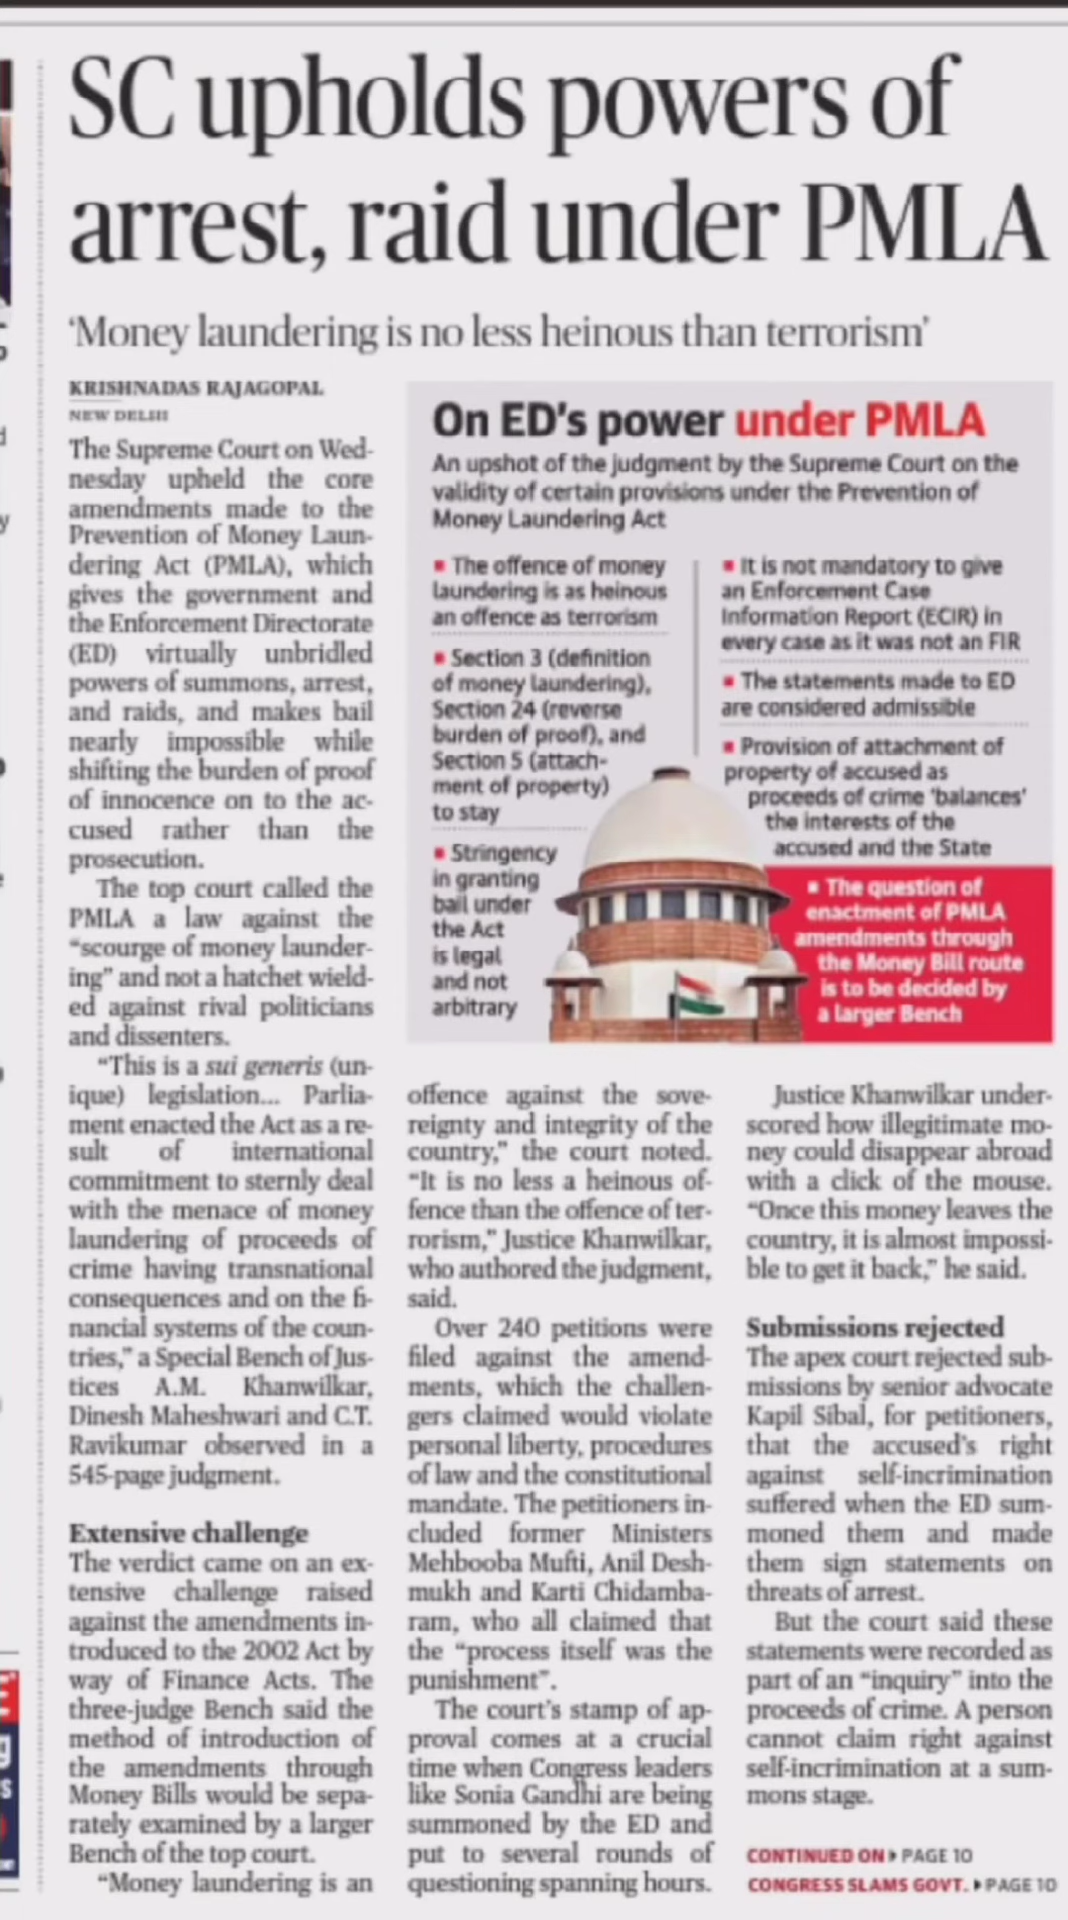 SC upholds powers of
arrest, raid under PMLA
'Money laundering is no less heinous than terrorism'
KRISHNADAS RAJAGOPAL
NEW DELHI
The Supreme Court on Wed-
nesday upheld the core
amendments made to the
Prevention of Money Laun-
dering Act (PMLA), which
gives the government and
the Enforcement Directorate
(ED) virtually unbridled
powers of summons, arrest,
and raids, and makes bail
nearly impossible while
shifting the burden of proof
of innocence on to the ac-
cused rather than the
prosecution.
The top court called the
PMLA a law against the
"scourge of money launder-
ing" and not a hatchet wield-
ed against rival politicians
and dissenters.
"This is a sui generis (un-
ique) legislation... Parlia-
ment enacted the Act as a re-
sult of international
commitment to sternly deal
with the menace of money
laundering of proceeds of
crime having transnational
consequences and on the fi-
nancial systems of the coun-
tries," a Special Bench of Jus-
tices A.M. Khanwilkar,
Dinesh Maheshwari and C.T.
Ravikumar observed in a
545-page judgment.
Extensive challenge
The verdict came on an ex-
tensive challenge raised
against the amendments in-
troduced to the 2002 Act by
way of Finance Acts. The
three-judge Bench said the
method of introduction of
the amendments through
Money Bills would be sepa-
rately examined by a larger
Bench of the top court.
"Money laundering is an
On ED's power under PMLA
An upshot of the judgment by the Supreme Court on the
validity of certain provisions under the Prevention of
Money Laundering Act
▪ The offence of money
laundering is as heinous
an offence as terrorism
▪ Section 3 (definition
of money laundering),
Section 24 (reverse
burden of proof), and
Section 5 (attach-
ment of property)
to stay
▪ Stringency
in granting
bail under
the Act
is legal
and not
arbitrary
▪ It is not mandatory to give
an Enforcement Case
Information Report (ECIR) in
every case as it was not an FIR
▪ The statements made to ED
are considered admissible
▪ Provision of attachment of
property of accused as
proceeds of crime 'balances'
the interests of the
accused and the State
▪ The question of
enactment of PMLA
amendments through
the Money Bill route
is to be decided by
a larger Bench
offence against the sove-
reignty and integrity of the
country," the court noted.
"It is no less a heinous of-
fence than the offence of ter-
rorism," Justice Khanwilkar,
who authored the judgment,
said.
Over 240 petitions were
filed against the amend-
ments, which the challen-
gers claimed would violate
personal liberty, procedures
of law and the constitutional
mandate. The petitioners in-
cluded former Ministers
Mehbooba Mufti, Anil Desh-
mukh and Karti Chidamba-
ram, who all claimed that
the "process itself was the
punishment".
The court's stamp of ap-
proval comes at a crucial
time when Congress leaders
like Sonia Gandhi are being
summoned by the ED and
put to several rounds of
questioning spanning hours.
Justice Khanwilkar under-
scored how illegitimate mo-
ney could disappear abroad
with a click of the mouse.
"Once this money leaves the
country, it is almost impossi-
ble to get it back," he said.
Submissions rejected
The apex court rejected sub-
missions by senior advocate
Kapil Sibal, for petitioners,
that the accused's right
against self-incrimination
suffered when the ED sum-
moned them and made
them sign statements on
threats of arrest.
But the court said these
statements were recorded as
part of an "inquiry" into the
proceeds of crime. A person
cannot claim right against
self-incrimination at a sum-
mons stage.
CONTINUED ON ▸ PAGE 10
CONGRESS SLAMS GOVT. ▸ PAGE 10